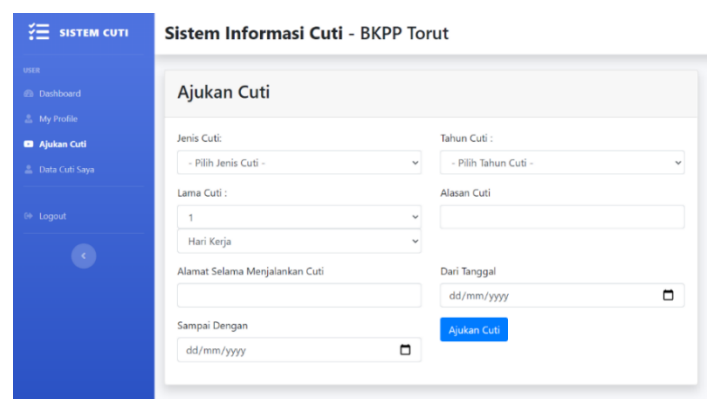 SISTEM CUTI
USER
Dashboard
My Profile
Ajukan Cuti
Data Cuti Saya
Logout
Sistem Informasi Cuti - BKPP Torut
Ajukan Cuti
Jenis Cuti:
- Pilih Jenis Cuti -
Tahun Cuti :
- Pilih Tahun Cuti -
Lama Cuti :
1
Hari Kerja
Alasan Cuti
Alamat Selama Menjalankan Cuti
Dari Tanggal
dd/mm/yyyy
Sampai Dengan
dd/mm/yyyy
Ajukan Cuti